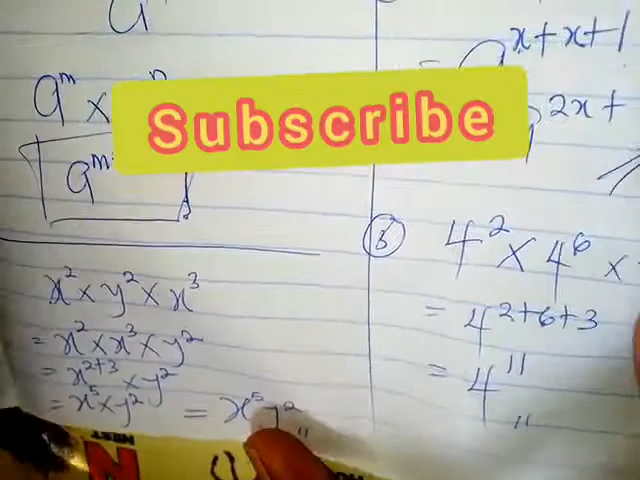 a^m ×
Subscribe
a^m
x² × y² × x³
= x² × x³ × y²
= x²⁺³ × y²
= x⁵ × y² = x⁵y² "
x+x+1
2x+
(b) 4² × 4⁶ ×
= 4²⁺⁶⁺³
= 4¹¹ "
NEET
N